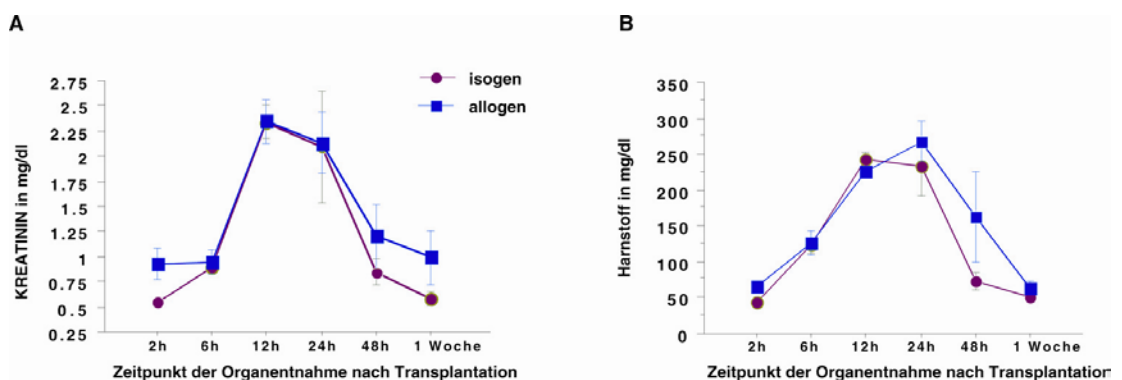 A
KREATININ in mg/dl
2.75
2.5
2.25
2
1.75
1.5
1.25
1
0.75
0.5
0.25
2h 6h 12h 24h 48h 1 Woche
Zeitpunkt der Organentnahme nach Transplantation
isogen
allogen
B
Harnstoff in mg/dl
350
300
250
200
150
100
50
0
2h 6h 12h 24h 48h 1 Woche
Zeitpunkt der Organentnahme nach Transplantation